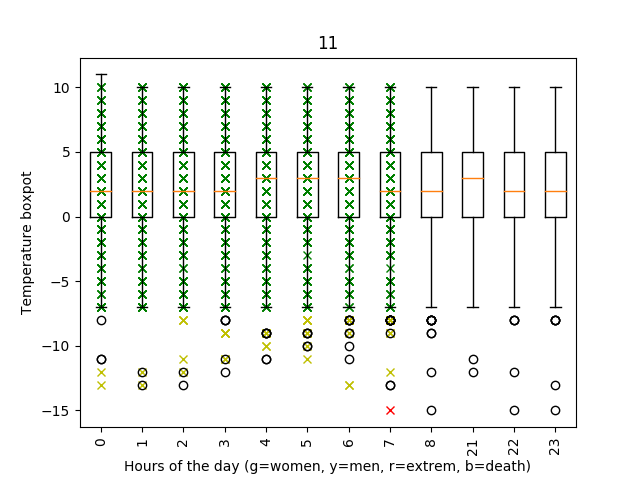 11
Temperature boxpot
10
5
0
−5
−10
−15
0 1 2 3 4 5 6 7 8 21 22 23
Hours of the day (g=women, y=men, r=extrem, b=death)